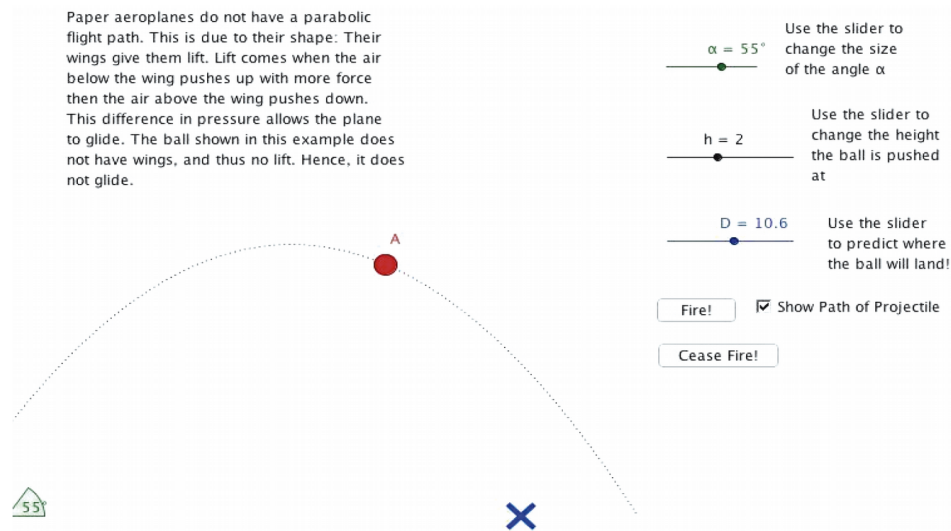 Paper aeroplanes do not have a parabolic
flight path. This is due to their shape: Their
wings give them lift. Lift comes when the air
below the wing pushes up with more force
then the air above the wing pushes down.
This difference in pressure allows the plane
to glide. The ball shown in this example does
not have wings, and thus no lift. Hence, it does
not glide.
α = 55°
Use the slider to
change the size
of the angle α
h = 2
Use the slider to
change the height
the ball is pushed
at
D = 10.6
Use the slider
to predict where
the ball will land!
Fire!
Show Path of Projectile
Cease Fire!
A
55°